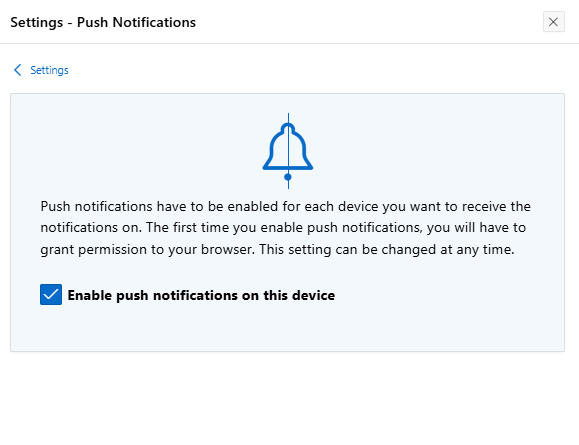 Settings - Push Notifications
Settings
Push notifications have to be enabled for each device you want to receive the
notifications on. The first time you enable push notifications, you will have to
grant permission to your browser. This setting can be changed at any time.
Enable push notifications on this device